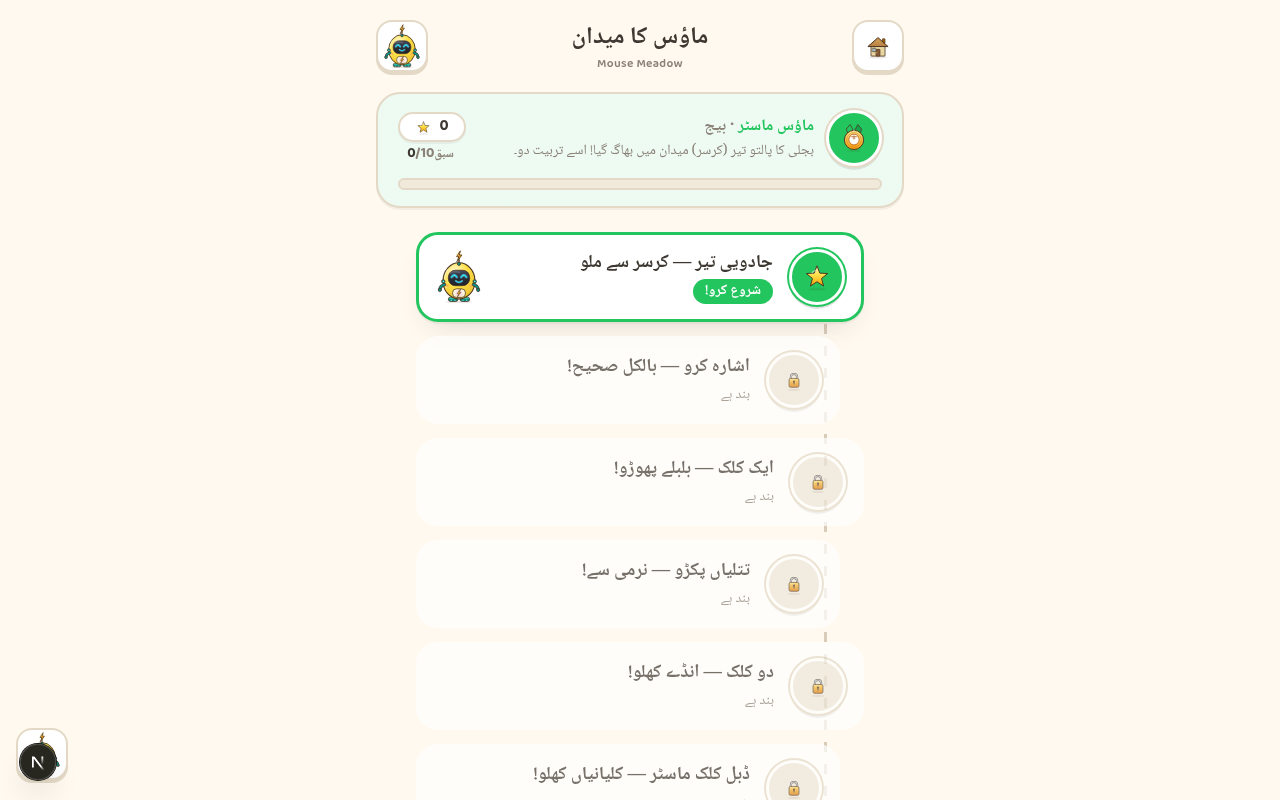 ماؤس کا میدان
Mouse Meadow
ماؤس ماسٹر · بیج
بجلی کا پالتو تیر (کرسر) میدان میں بھاگ گیا! اسے تربیت دو۔
0
سبق 0/10
جادویی تیر — کرسر سے ملو
شروع کرو!
اشارہ کرو — بالکل صحیح!
بند ہے
ایک کلک — بلبلے پھوڑو!
بند ہے
تتلیاں پکڑو — نرمی سے!
بند ہے
دو کلک — انڈے کھلو!
بند ہے
ڈبل کلک ماسٹر — کلیانیاں کھلو!
N